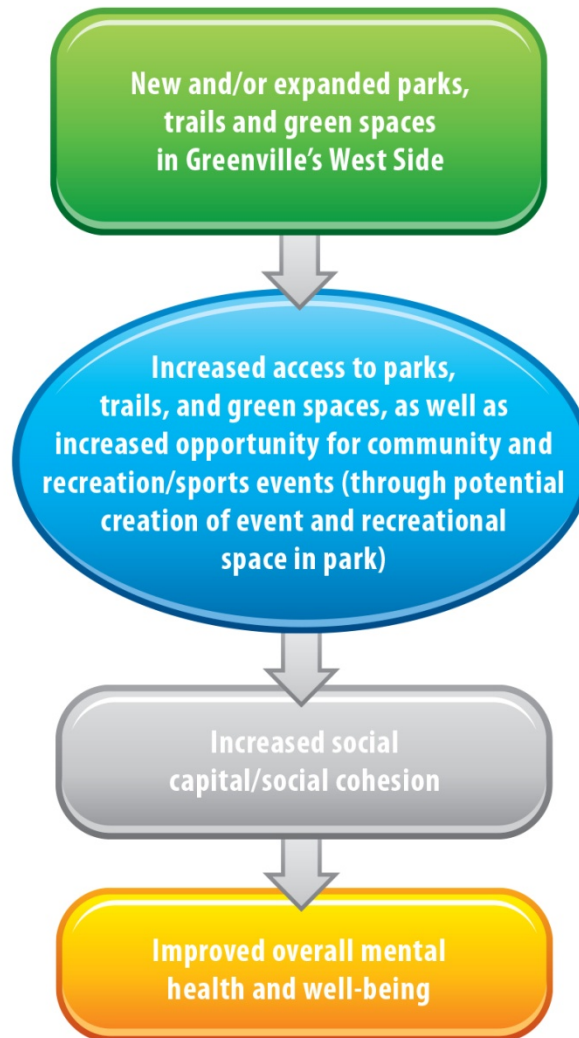 New and/or expanded parks,
trails and green spaces
in Greenville’s West Side
Increased access to parks,
trails, and green spaces, as well as
increased opportunity for community and
recreation/sports events (through potential
creation of event and recreational
space in park)
Increased social
capital/social cohesion
Improved overall mental
health and well-being